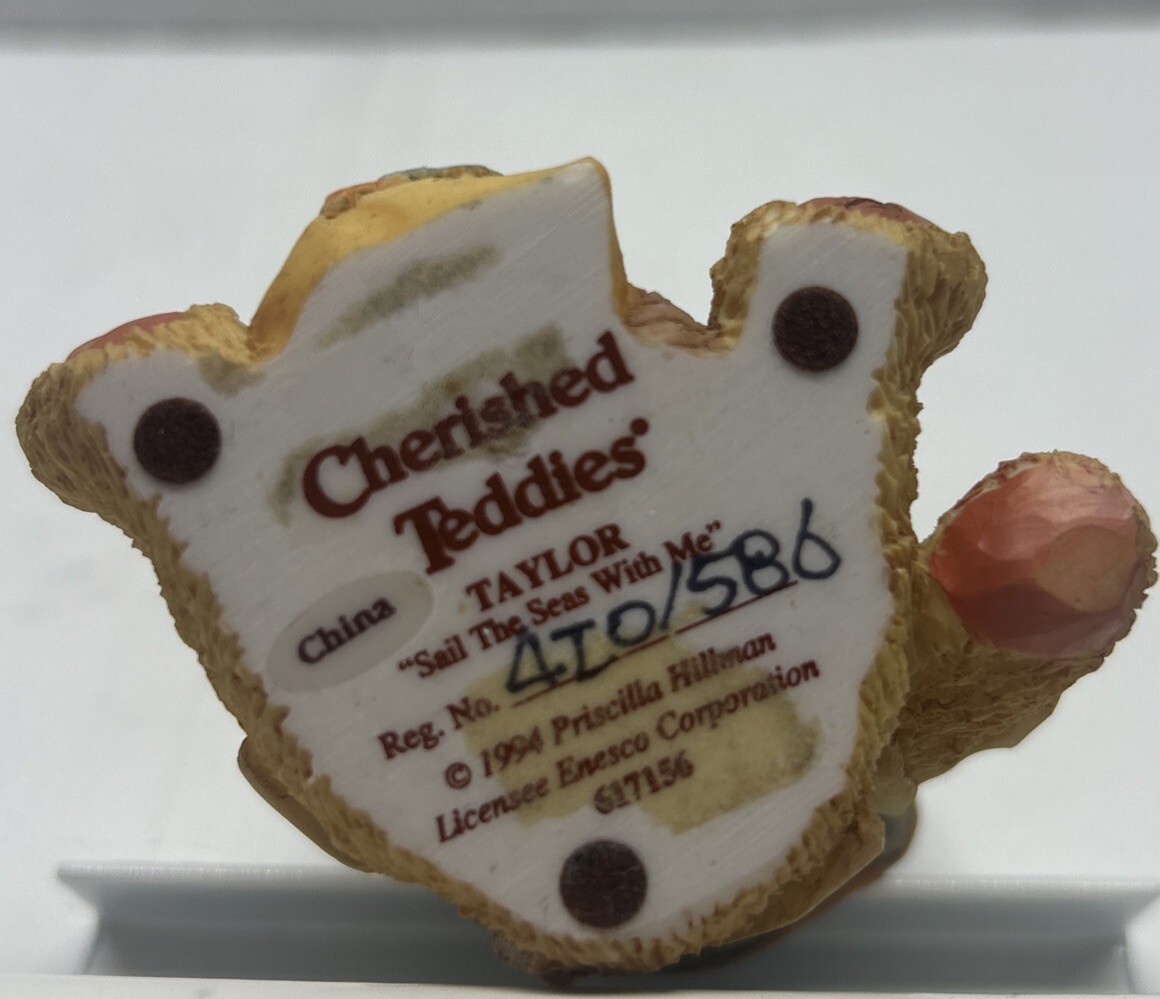 Cherished
Teddies®
TAYLOR
"Sail The Seas With Me"
China
Reg. No. 4I0/586
© 1994 Priscilla Hillman
Licensee Enesco Corporation
617156